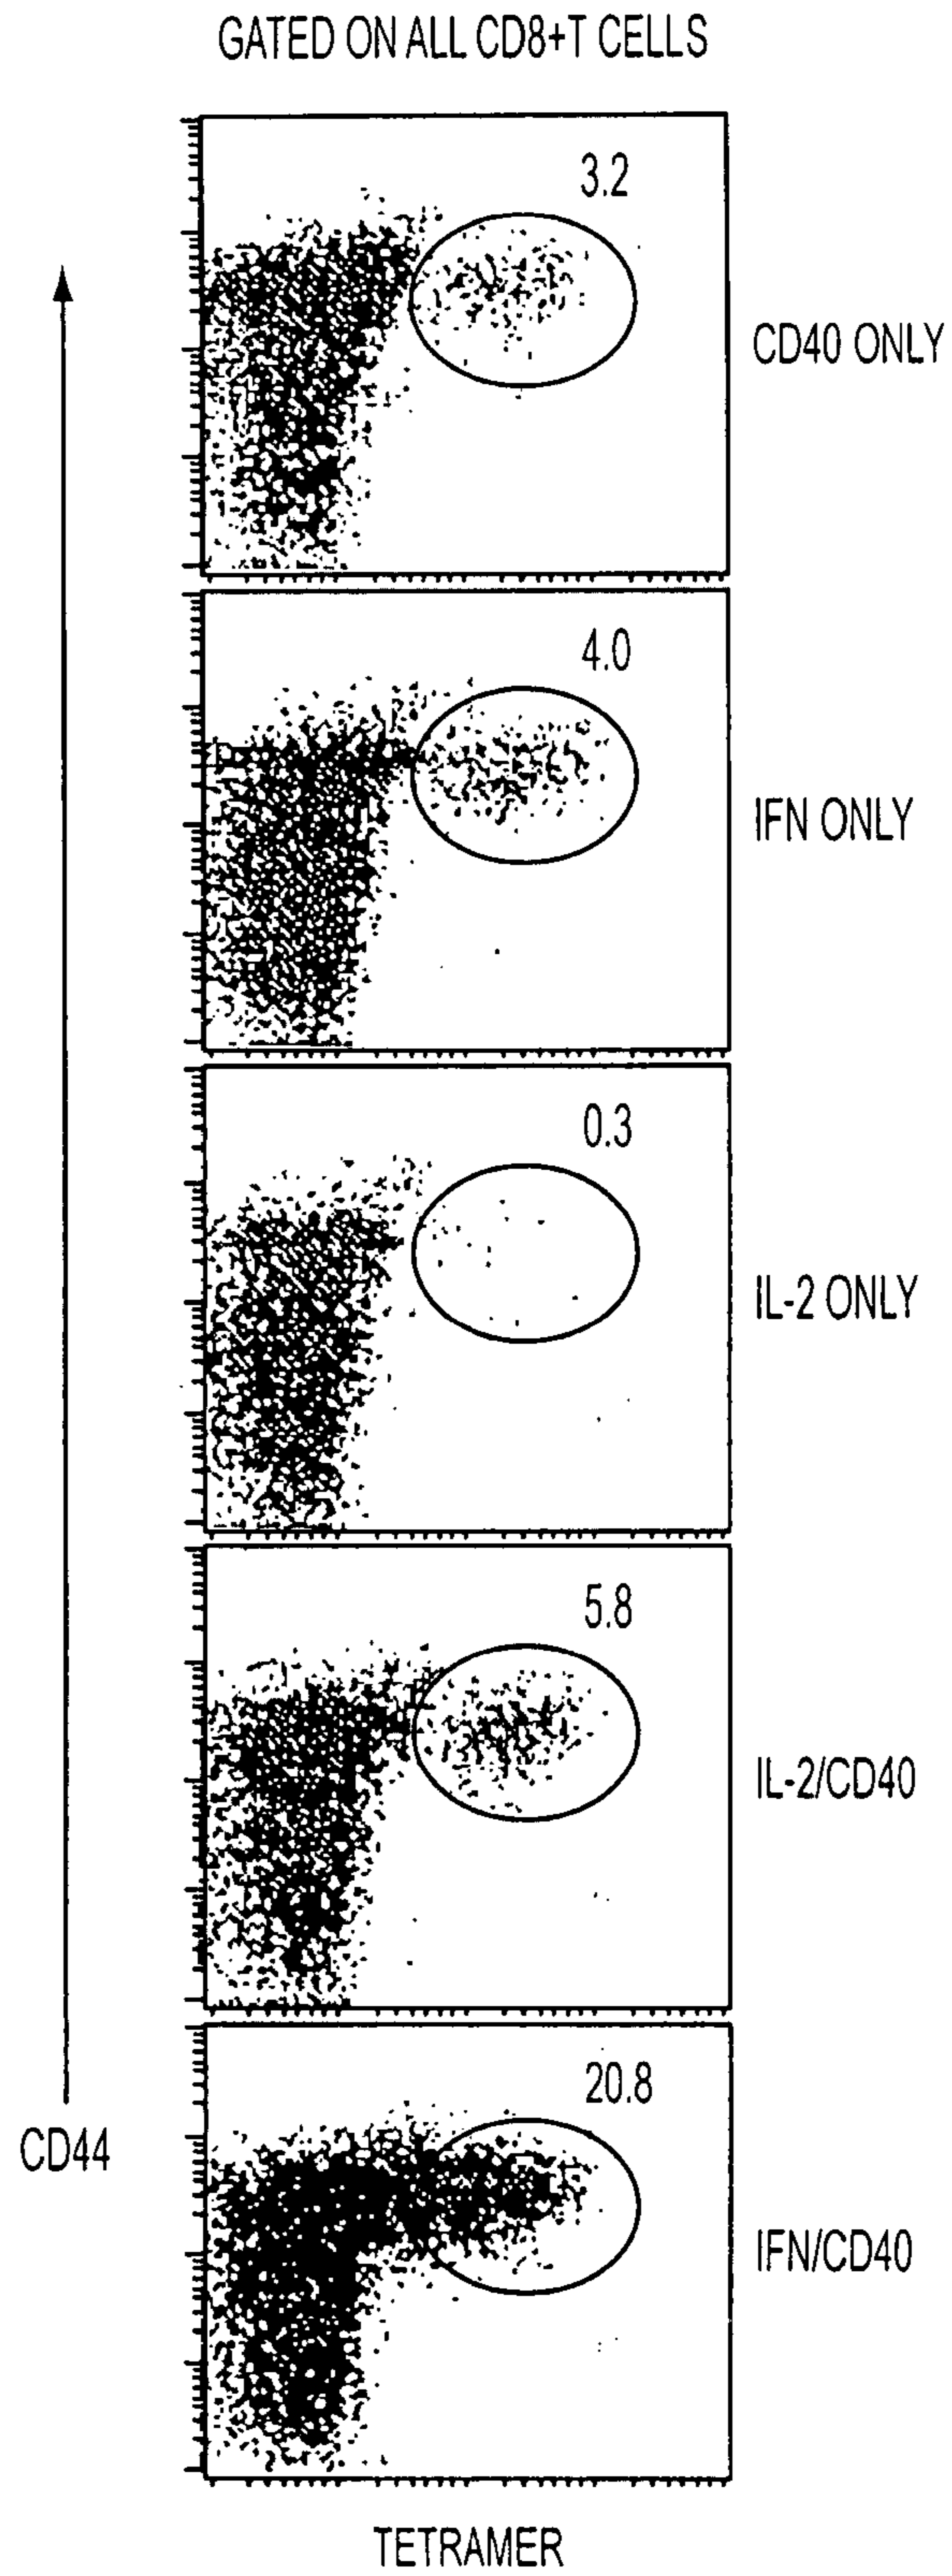 GATED ON ALL CD8+T CELLS
3.2
CD40 ONLY
4.0
IFN ONLY
0.3
IL-2 ONLY
5.8
IL-2/CD40
20.8
IFN/CD40
CD44
TETRAMER